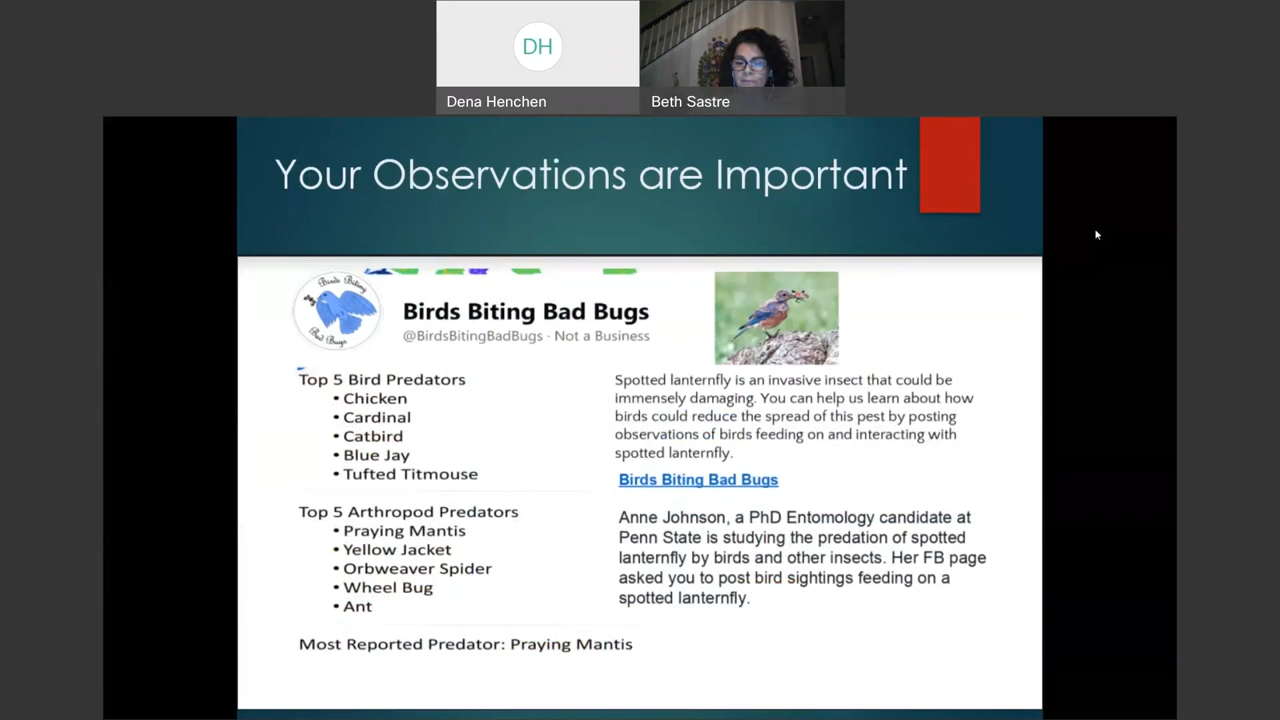 DH
Dena Henchen
Beth Sastre
Your Observations are Important
Birds Biting
Bad Bugs
Birds Biting Bad Bugs
@BirdsBitingBadBugs · Not a Business
Top 5 Bird Predators
• Chicken
• Cardinal
• Catbird
• Blue Jay
• Tufted Titmouse
Top 5 Arthropod Predators
• Praying Mantis
• Yellow Jacket
• Orbweaver Spider
• Wheel Bug
• Ant
Most Reported Predator: Praying Mantis
Spotted lanternfly is an invasive insect that could be
immensely damaging. You can help us learn about how
birds could reduce the spread of this pest by posting
observations of birds feeding on and interacting with
spotted lanternfly.
Birds Biting Bad Bugs
Anne Johnson, a PhD Entomology candidate at
Penn State is studying the predation of spotted
lanternfly by birds and other insects. Her FB page
asked you to post bird sightings feeding on a
spotted lanternfly.